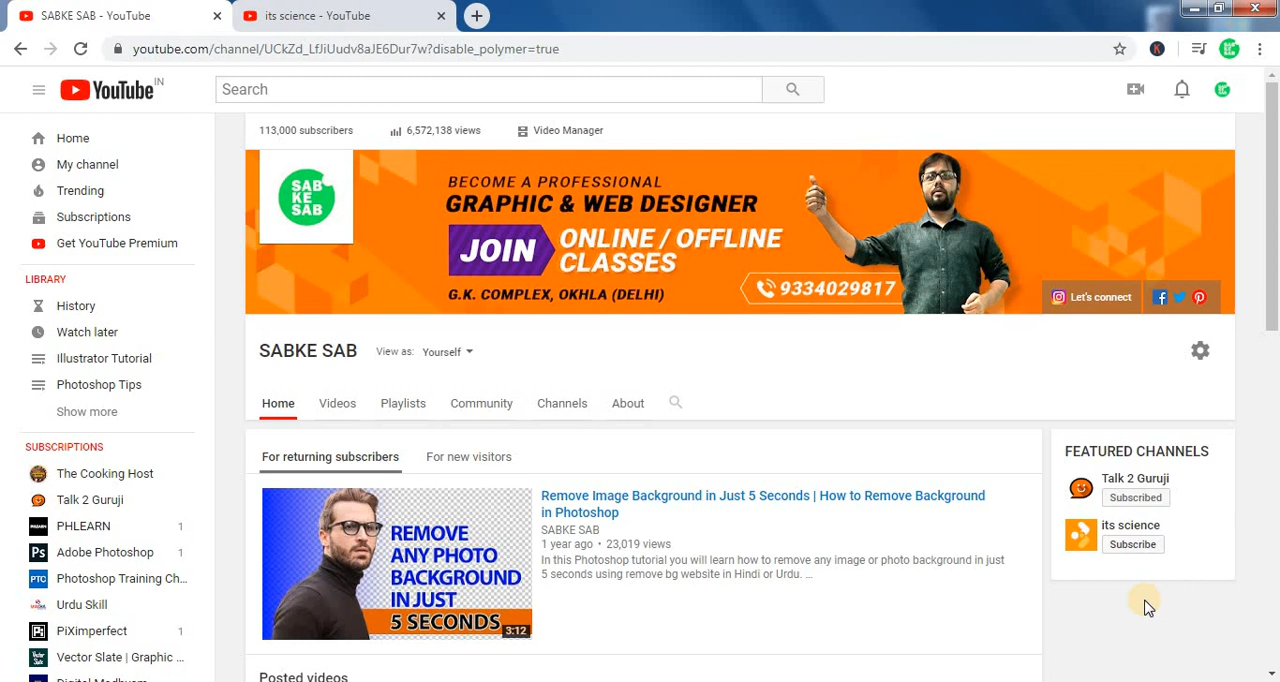 SABKE SAB - YouTube
its science - YouTube
youtube.com/channel/UCkZd_LfJiUudv8aJE6Dur7w?disable_polymer=true
YouTube IN
Search
Home
My channel
Trending
Subscriptions
Get YouTube Premium
LIBRARY
History
Watch later
Illustrator Tutorial
Photoshop Tips
Show more
SUBSCRIPTIONS
The Cooking Host
Talk 2 Guruji
PHLEARN 1
Adobe Photoshop 1
Photoshop Training Ch...
Urdu Skill
PiXimperfect 1
Vector Slate | Graphic ...
113,000 subscribers
6,572,138 views
Video Manager
SAB
KE
SAB
BECOME A PROFESSIONAL
GRAPHIC & WEB DESIGNER
JOIN
ONLINE / OFFLINE
CLASSES
G.K. COMPLEX, OKHLA (DELHI)
9334029817
Let's connect
SABKE SAB
View as: Yourself
Home
Videos
Playlists
Community
Channels
About
For returning subscribers
For new visitors
REMOVE
ANY PHOTO
BACKGROUND
IN JUST
5 SECONDS
3:12
Remove Image Background in Just 5 Seconds | How to Remove Background
in Photoshop
SABKE SAB
1 year ago • 23,019 views
In this Photoshop tutorial you will learn how to remove any image or photo background in just
5 seconds using remove bg website in Hindi or Urdu. ...
Posted videos
FEATURED CHANNELS
Talk 2 Guruji
Subscribed
its science
Subscribe